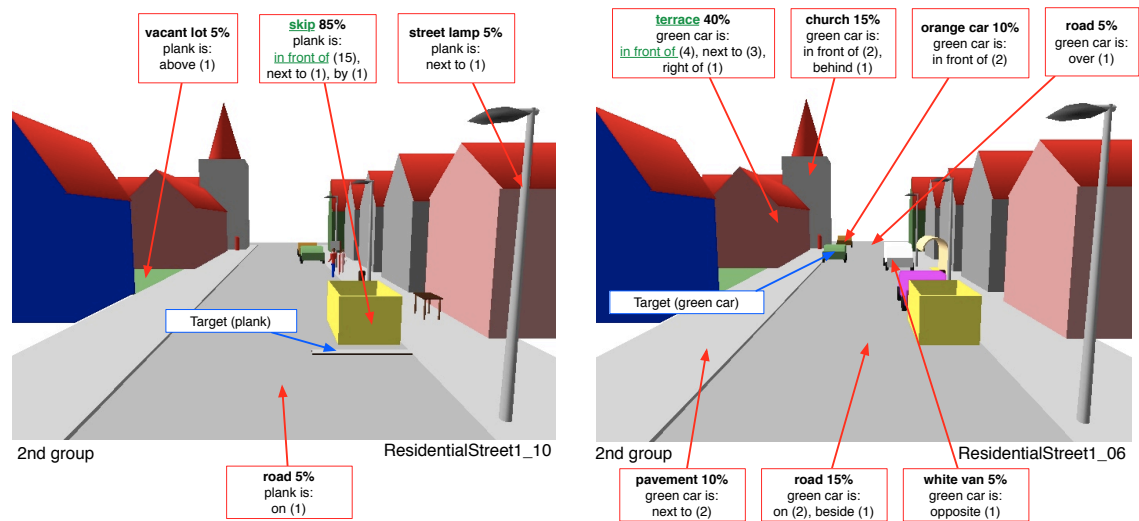 vacant lot 5%
plank is:
above (1)
skip 85%
plank is:
in front of (15),
next to (1), by (1)
street lamp 5%
plank is:
next to (1)
Target (plank)
2nd group
ResidentialStreet1_10
road 5%
plank is:
on (1)
terrace 40%
green car is:
in front of (4), next to (3),
right of (1)
church 15%
green car is:
in front of (2),
behind (1)
orange car 10%
green car is:
in front of (2)
road 5%
green car is:
over (1)
Target (green car)
2nd group
ResidentialStreet1_06
pavement 10%
green car is:
next to (2)
road 15%
green car is:
on (2), beside (1)
white van 5%
green car is:
opposite (1)